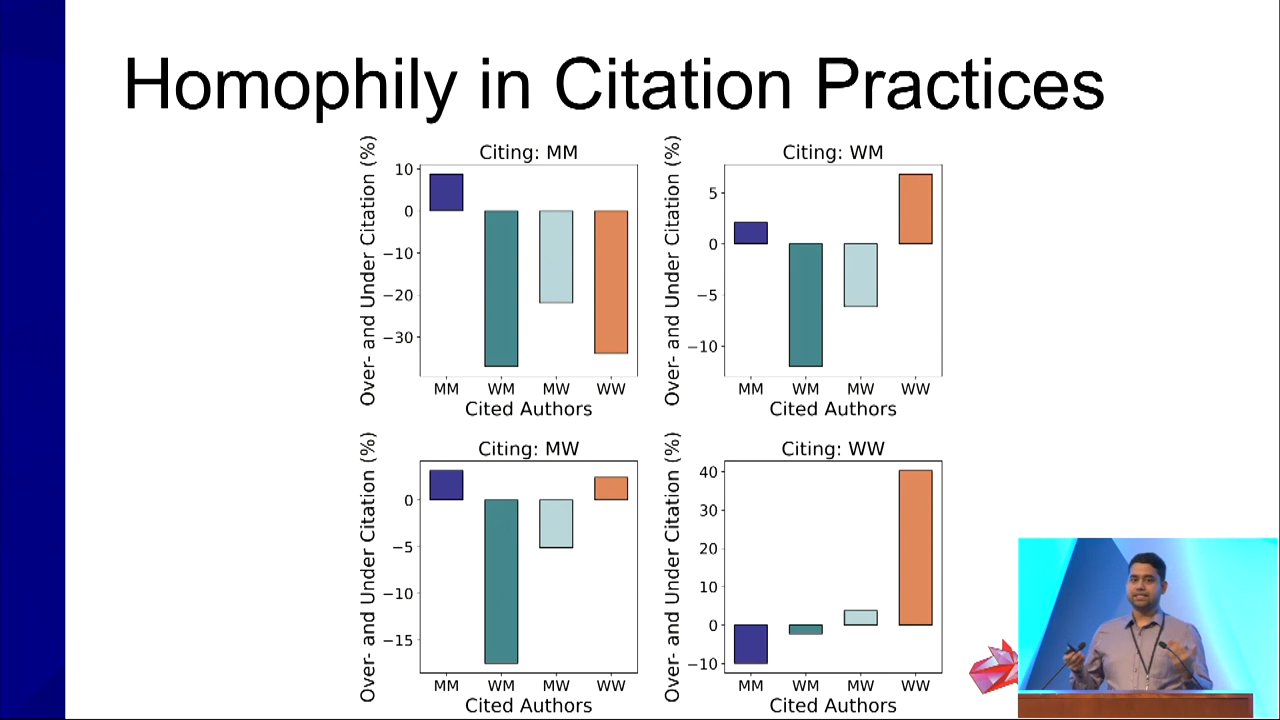 Homophily in Citation Practices
Citing: MM
Over- and Under Citation (%)
10
0
−10
−20
−30
MM WM MW WW
Cited Authors
Citing: WM
Over- and Under Citation (%)
5
0
−5
−10
MM WM MW WW
Cited Authors
Citing: MW
Over- and Under Citation (%)
0
−5
−10
−15
MM WM MW WW
Cited Authors
Citing: WW
Over- and Under Citation (%)
40
30
20
10
0
−10
MM WM MW WW
Cited Authors